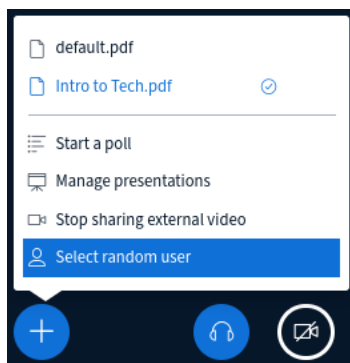 default.pdf
Intro to Tech.pdf
Start a poll
Manage presentations
Stop sharing external video
Select random user